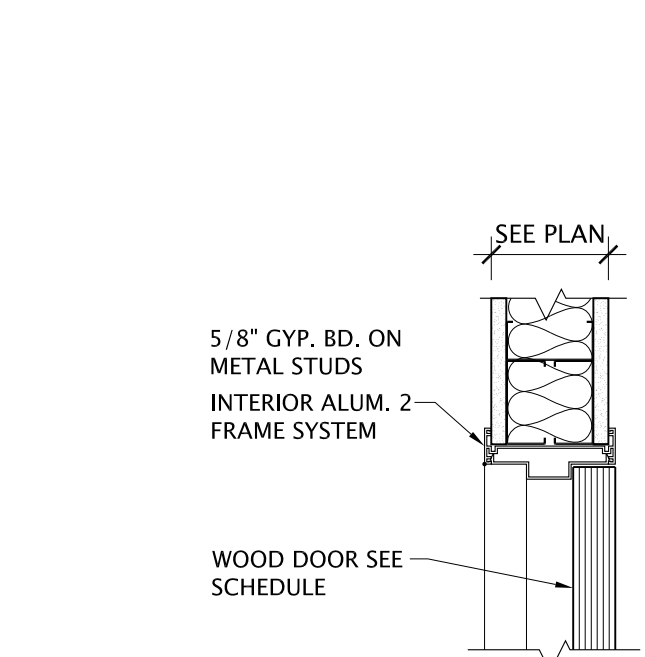 SEE PLAN
5/8" GYP. BD. ON
METAL STUDS
INTERIOR ALUM. 2
FRAME SYSTEM
WOOD DOOR SEE
SCHEDULE